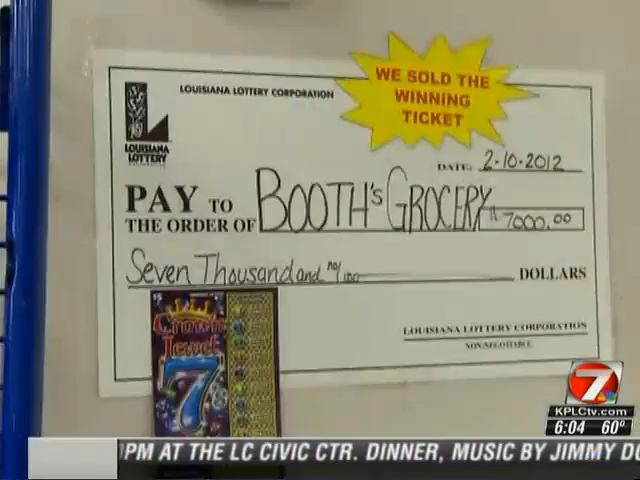 LOUISIANA LOTTERY CORPORATION
WE SOLD THE
WINNING
TICKET
LOUISIANA
LOTTERY
DATE: 2-10-2012
PAY TO
THE ORDER OF BOOTH'S GROCERY 7000.00
Seven Thousand and no/100 DOLLARS
Crown
Jewel
7's
LOUISIANA LOTTERY CORPORATION
NON-NEGOTIABLE
7
KPLCtv.com
6:04 60°
PM AT THE LC CIVIC CTR. DINNER, MUSIC BY JIMMY